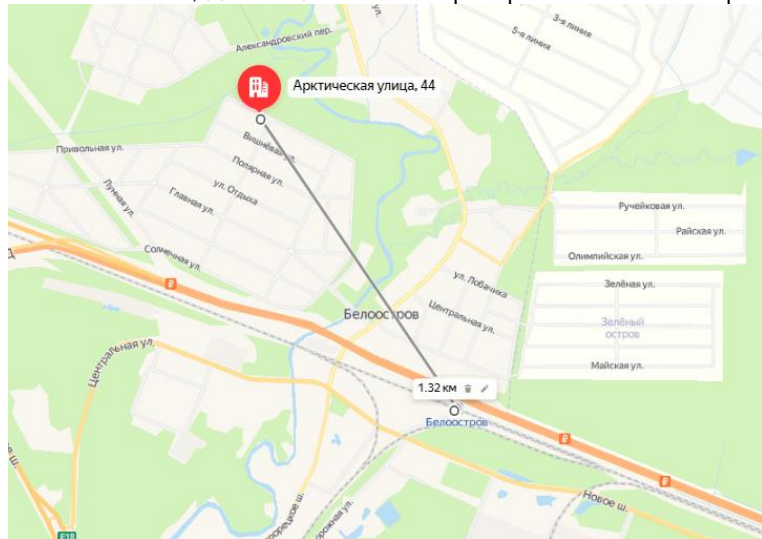 3-я линия
5-я линия
Александровский пер.
Арктическая улица, 44
Вишнёвая ул.
Привольная ул.
Полярная ул.
ул. Отдыха
Лунная ул.
Главная ул.
Ручейковая ул.
Райская ул.
Солнечная ул.
Олимпийская ул.
ул. Лобачика
Зелёная ул.
Центральная ул.
Белоостров
Зелёный
остров
Центральная ул.
Майская ул.
1.32 км
Белоостров
Новое ш.
E18